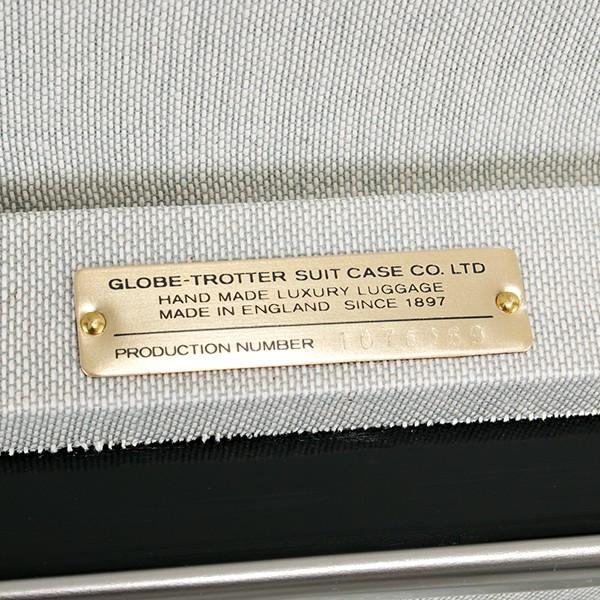 GLOBE-TROTTER SUIT CASE CO. LTD
HAND MADE LUXURY LUGGAGE
MADE IN ENGLAND SINCE 1897
PRODUCTION NUMBER